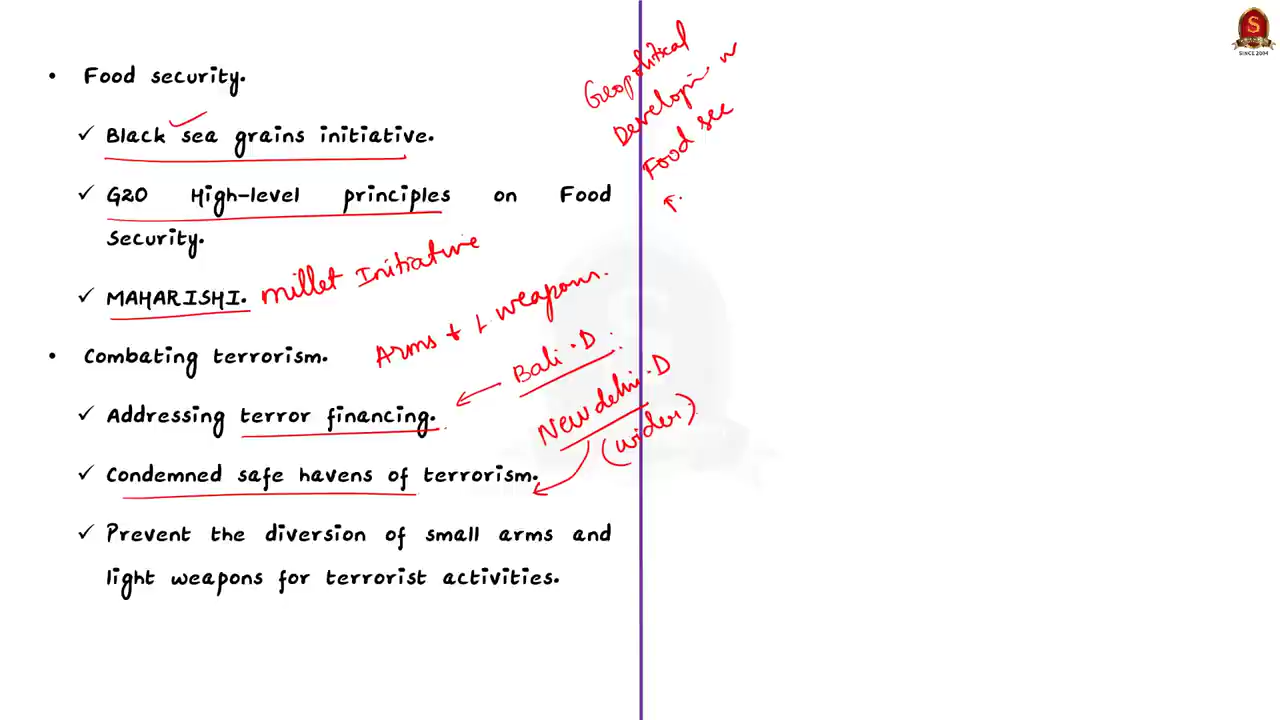 • Food security.
✓ Black sea grains initiative.
✓ G20 High-level principles on Food
Security.
✓ MAHARISHI. millet Initiative
• Combating terrorism.
Arms + L weapons.
✓ Addressing terror financing.
Bali . D
New delhi . D
(wider)
✓ Condemned safe havens of terrorism.
✓ Prevent the diversion of small arms and
light weapons for terrorist activities.
Geopolitical
Food sec
S
SINCE 2004